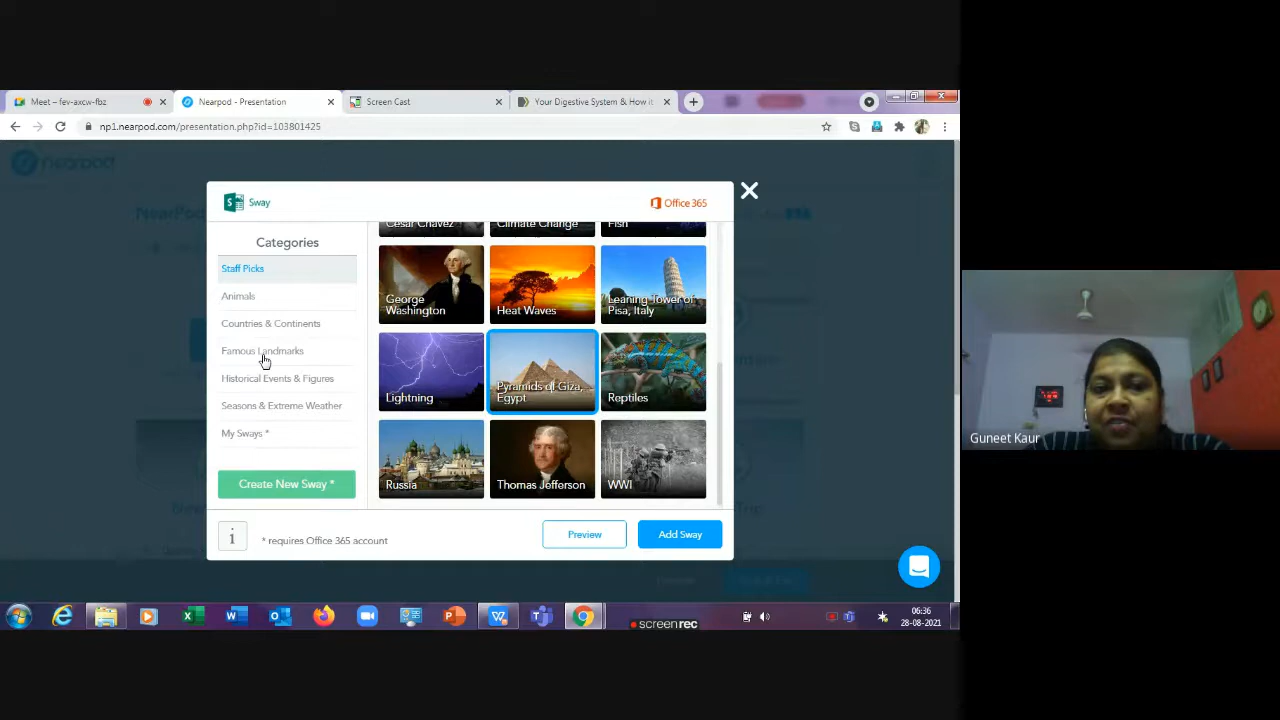 Meet – fev-axcw-fbz
Nearpod - Presentation
Screen Cast
Your Digestive System & How it
np1.nearpod.com/presentation.php?id=103801425
nearpod
Sway
Office 365
Categories
Staff Picks
Animals
Countries & Continents
Famous Landmarks
Historical Events & Figures
Seasons & Extreme Weather
My Sways *
Create New Sway *
Cesar Chavez
Climate Change
Fish
George
Washington
Heat Waves
Leaning Tower of
Pisa, Italy
Lightning
Pyramids of Giza,
Egypt
Reptiles
Russia
Thomas Jefferson
WWI
i
* requires Office 365 account
Preview
Add Sway
Guneet Kaur
screenrec
06:36
28-08-2021